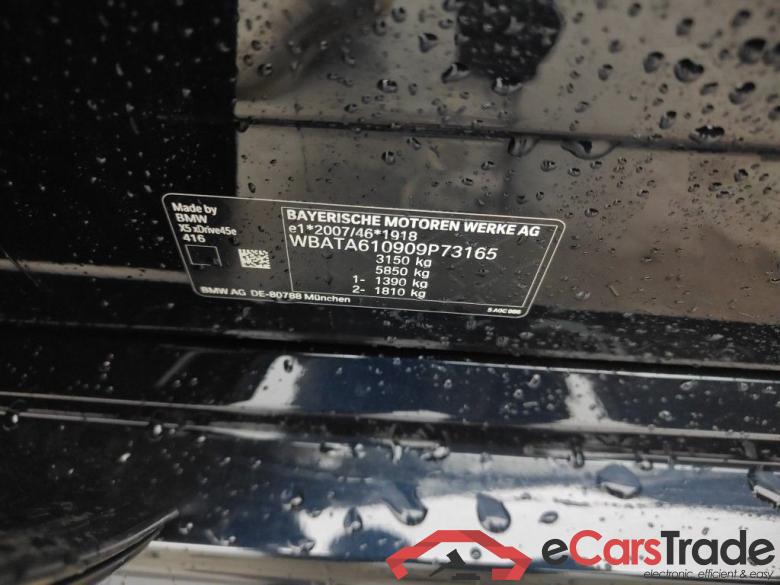 Made by
BMW
X5 xDrive45e
416
BAYERISCHE MOTOREN WERKE AG
e1*2007/46*1918
WBATA610909P73165
3150 kg
5850 kg
1- 1390 kg
2- 1810 kg
BMW AG DE-80788 München
eCarsTrade
electronic, efficient & easy